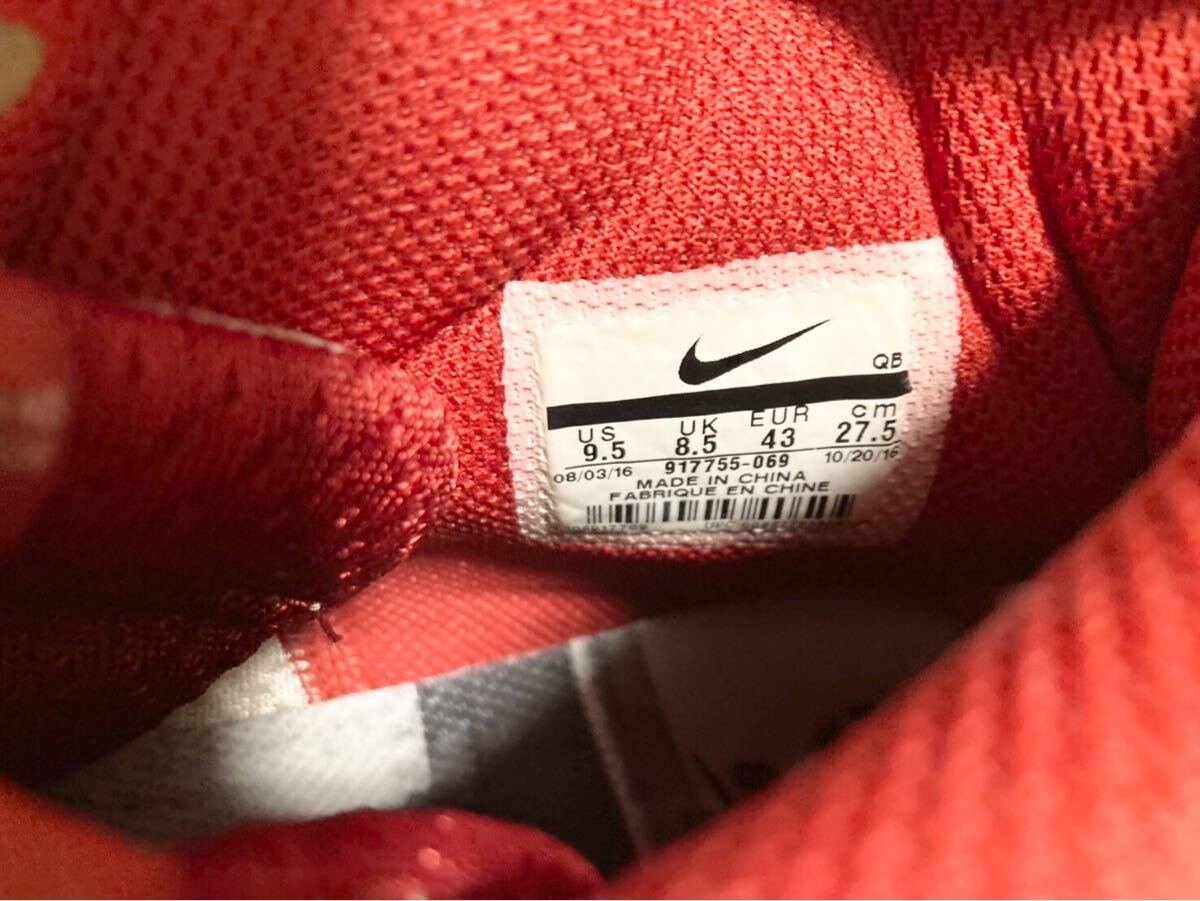 QB
US UK EUR cm
9.5 8.5 43 27.5
08/03/16 917755-069 10/20/16
MADE IN CHINA
FABRIQUE EN CHINE